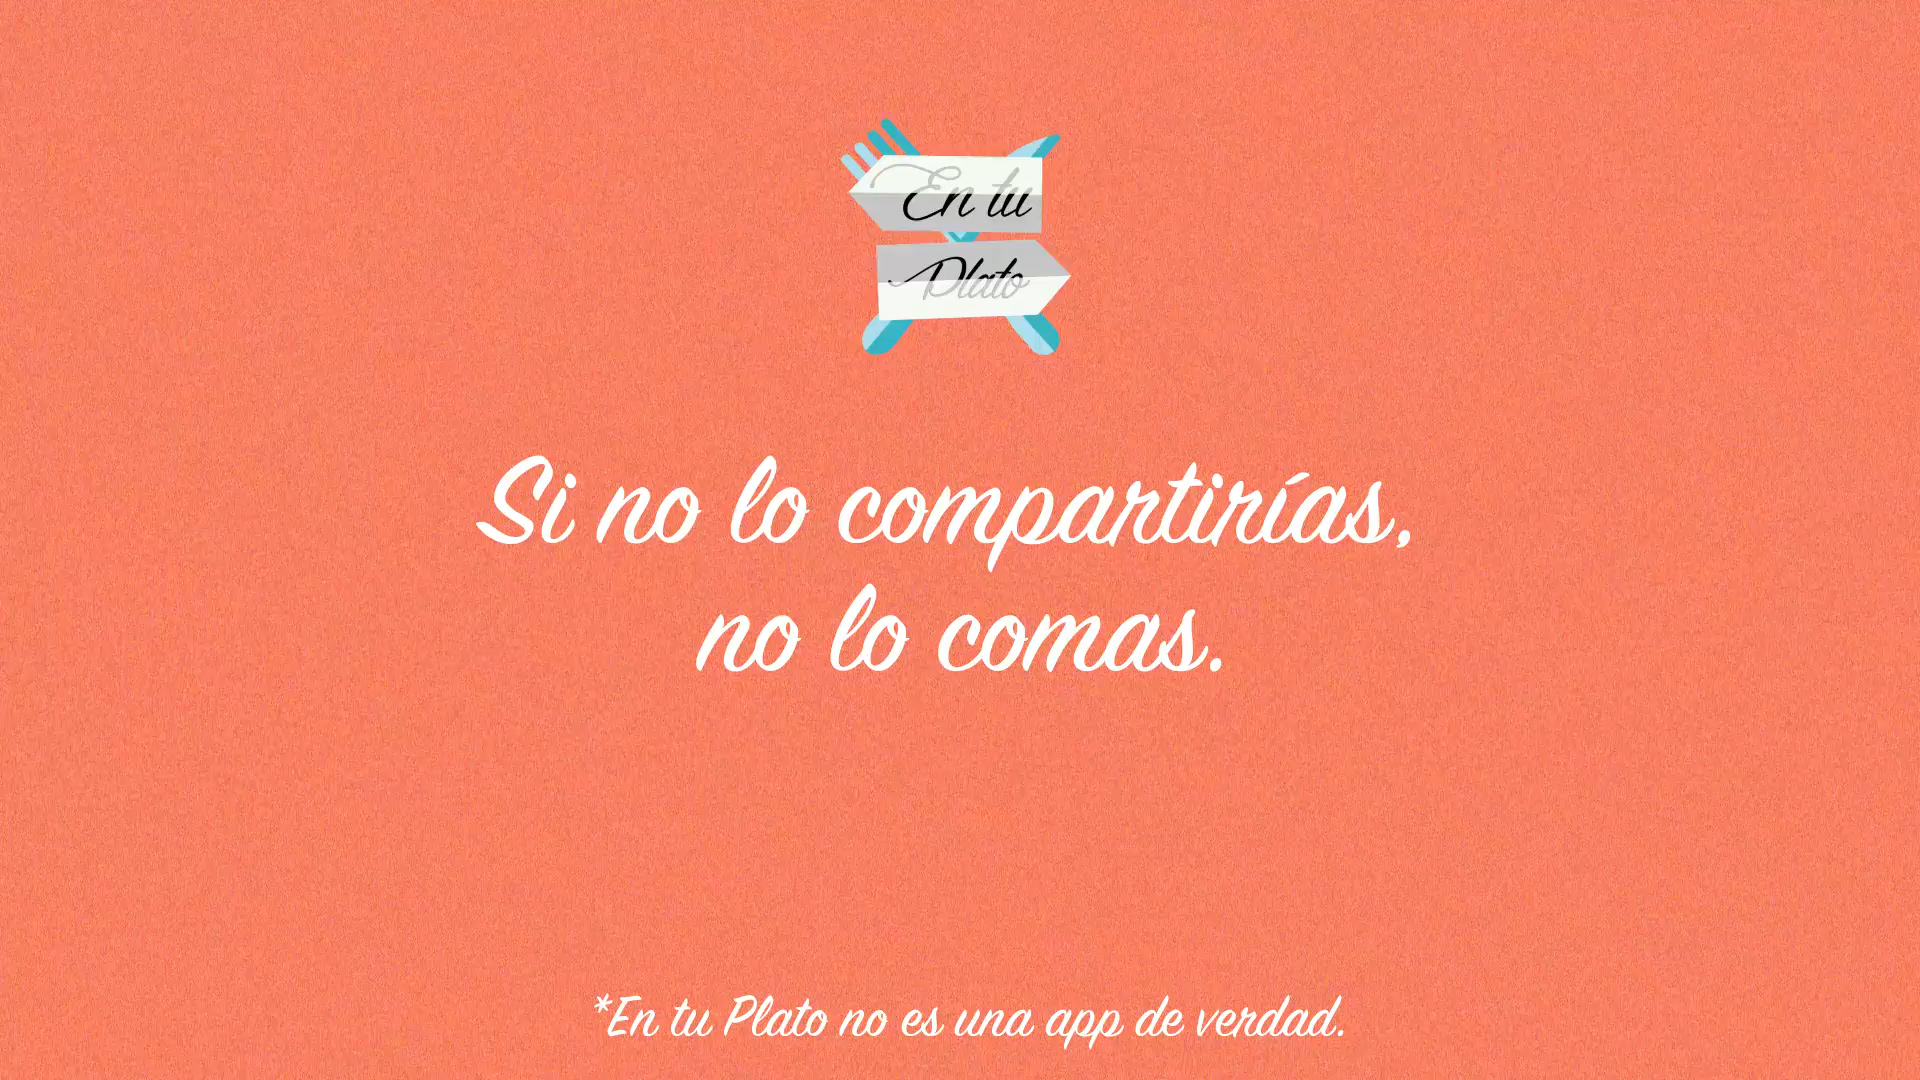 En tu
Plato
Si no lo compartirías,
no lo comas.
*En tu Plato no es una app de verdad.